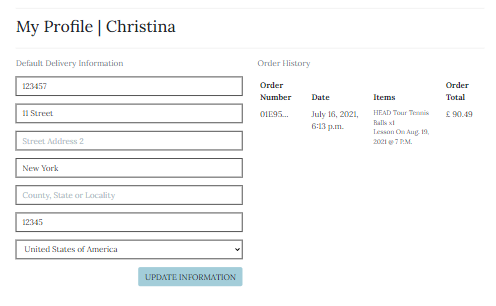 My Profile | Christina
Default Delivery Information
123457
11 Street
Street Address 2
New York
County, State or Locality
12345
United States of America
UPDATE INFORMATION
Order History
Order Number Date Items Order Total
01E95... July 16, 2021, 6:13 p.m. HEAD Tour Tennis Balls x1 £ 90.49
Lesson On Aug. 19, 2021 @ 7 P.M.